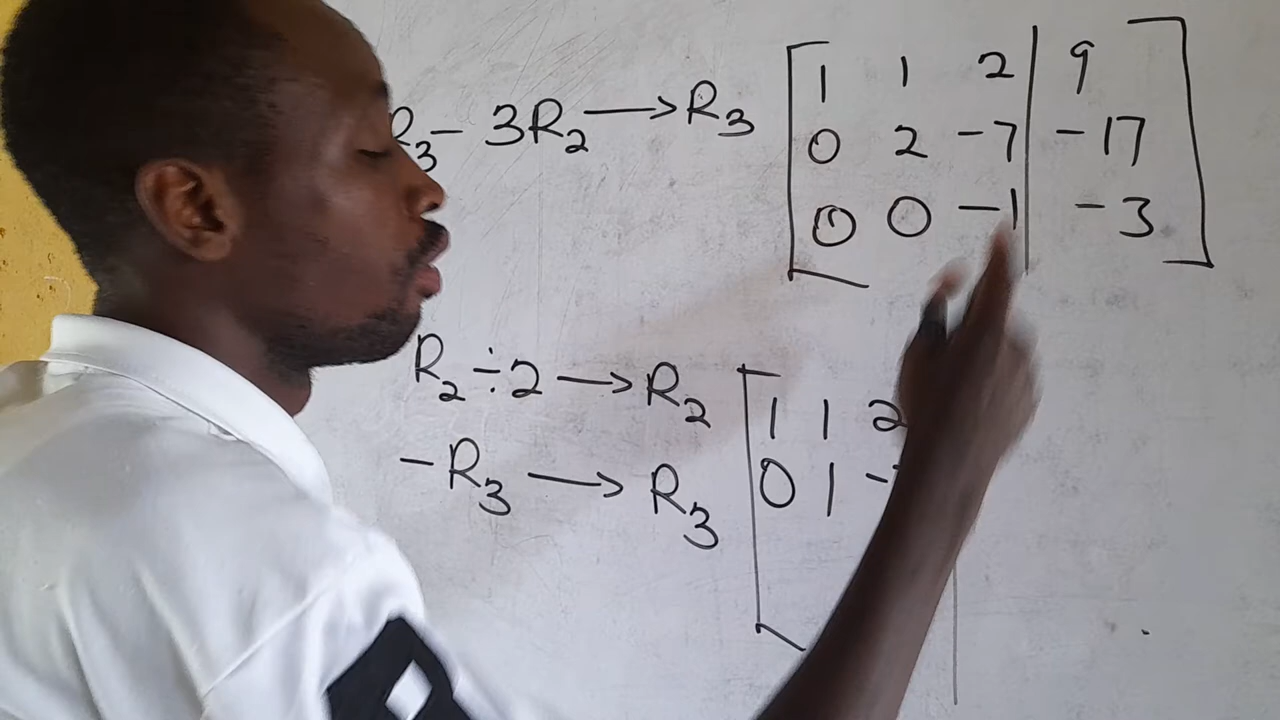 R₃ - 3R₂ → R₃
1 1 2 | 9
0 2 -7 | -17
0 0 -1 | -3
R₂ ÷ 2 → R₂
-R₃ → R₃
1 1 2
0 1 -